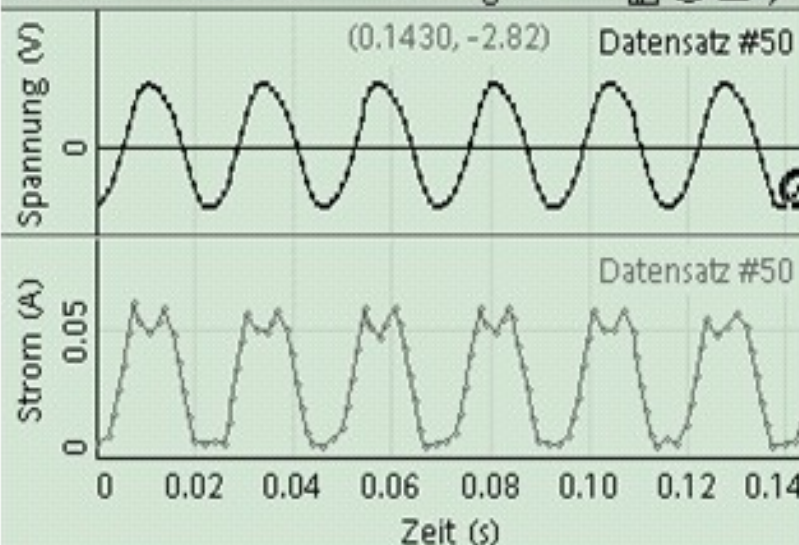 (0.1430, -2.82) Datensatz #50
Spannung (V)
0
Datensatz #50
Strom (A)
0.05
0
0 0.02 0.04 0.06 0.08 0.10 0.12 0.14
Zeit (s)